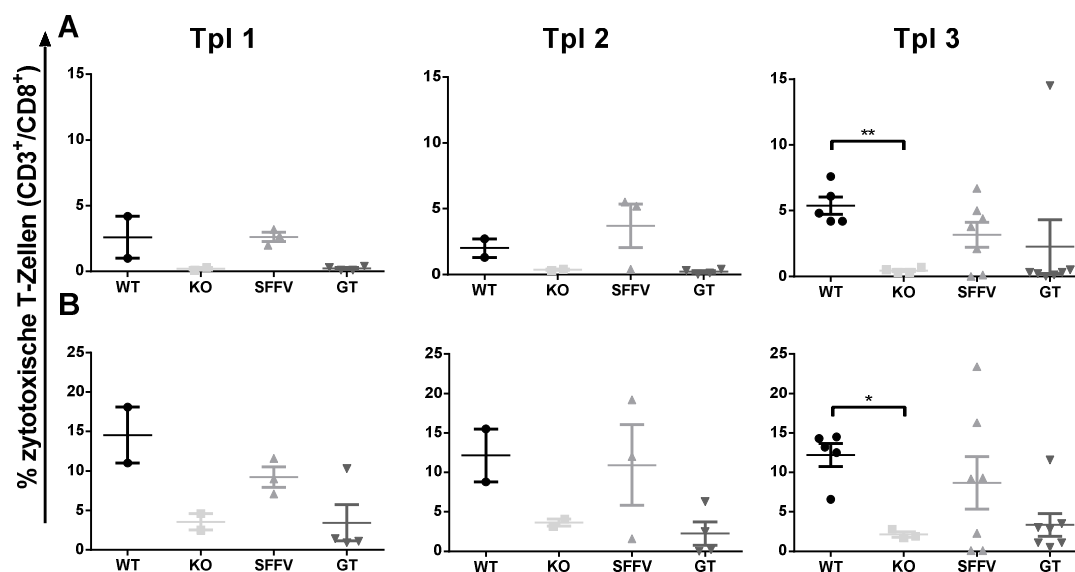 A
Tpl 1
Tpl 2
Tpl 3
% zytotoxische T-Zellen (CD3⁺/CD8⁺)
15
10
5
0
WT KO SFFV GT
15
10
5
0
WT KO SFFV GT
15
10
5
0
**
WT KO SFFV GT
B
25
20
15
10
5
0
WT KO SFFV GT
25
20
15
10
5
0
WT KO SFFV GT
25
20
15
10
5
0
*
WT KO SFFV GT